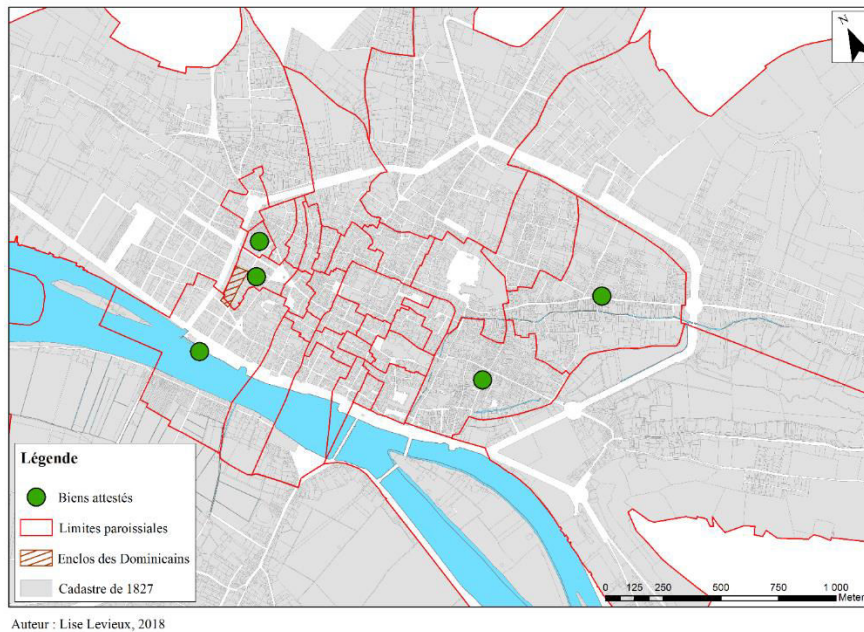 N
Légende
Biens attestés
Limites paroissiales
Enclos des Dominicains
Cadastre de 1827
0 125 250 500 750 1 000
Meters
Auteur : Lise Levieux, 2018